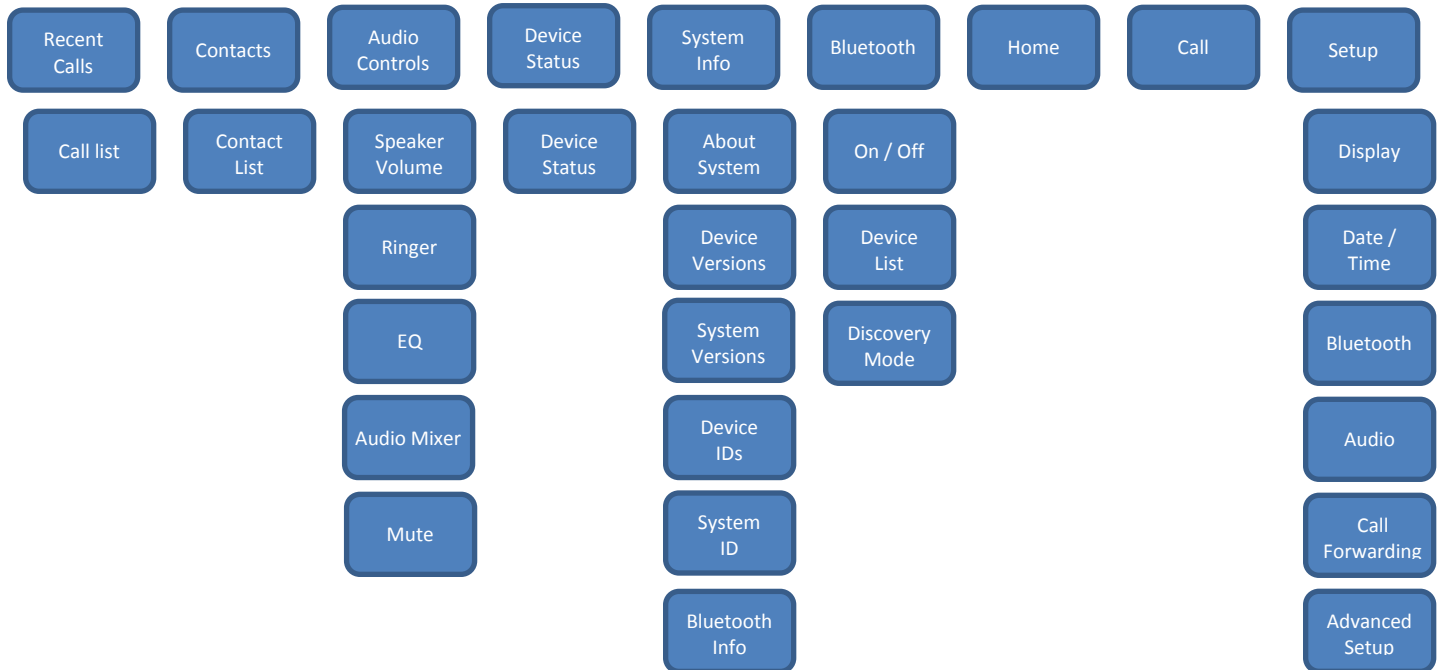 Recent
Calls
Contacts
Audio
Controls
Device
Status
System
Info
Bluetooth
Home
Call
Setup
Call list
Contact
List
Speaker
Volume
Device
Status
About
System
On / Off
Display
Ringer
Device
Versions
Device
List
Date /
Time
EQ
System
Versions
Discovery
Mode
Bluetooth
Audio Mixer
Device
IDs
Audio
Mute
System
ID
Call
Forwarding
Bluetooth
Info
Advanced
Setup